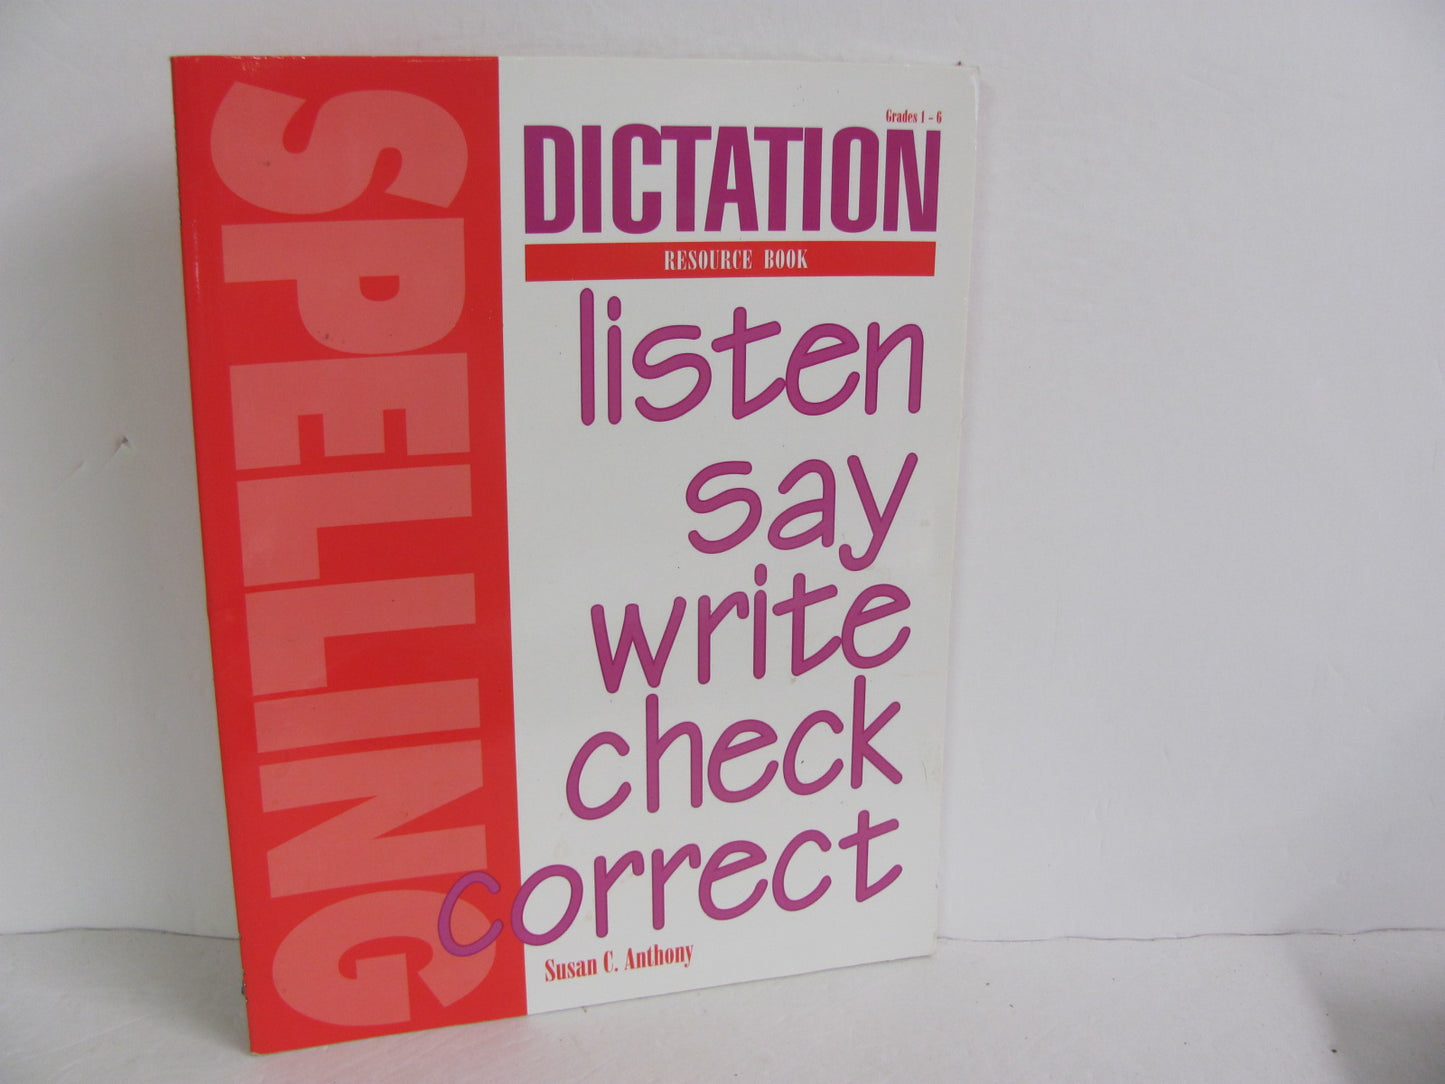 SPELLING
Grades 1 - 6
DICTATION
RESOURCE BOOK
listen
say
write
check
correct
Susan C. Anthony